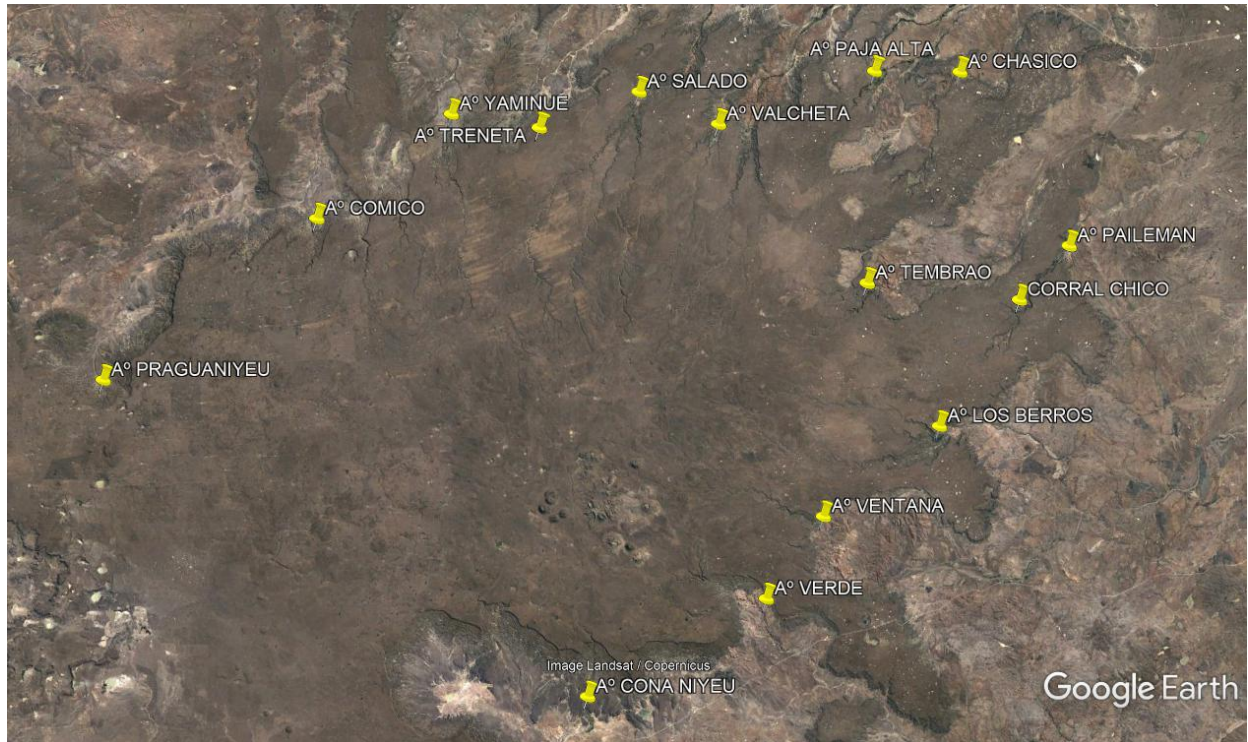 Aº PAJA ALTA
Aº CHASICO
Aº SALADO
Aº YAMINUE
Aº VALCHETA
Aº TRENETA
Aº COMICO
Aº PAILEMAN
Aº TEMBRAO
CORRAL CHICO
Aº PRAGUANIYEU
Aº LOS BERROS
Aº VENTANA
Aº VERDE
Image Landsat / Copernicus
Aº CONA NIYEU
Google Earth